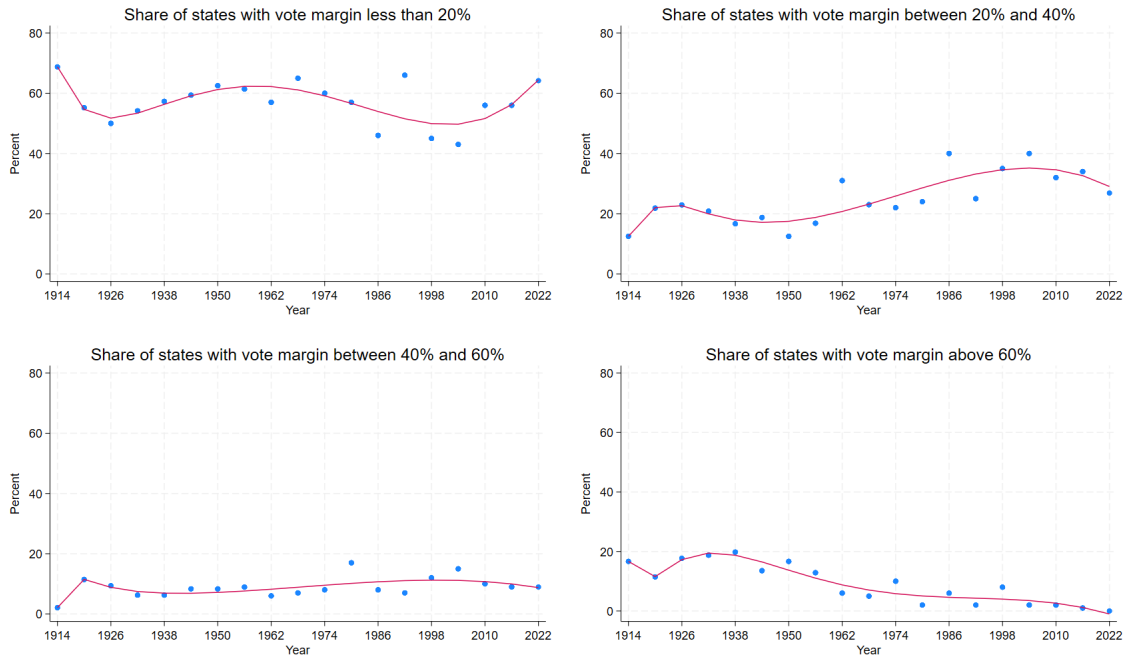 Share of states with vote margin less than 20%
80
60
40
20
0
Percent
1914 1926 1938 1950 1962 1974 1986 1998 2010 2022
Year
Share of states with vote margin between 20% and 40%
80
60
40
20
0
Percent
1914 1926 1938 1950 1962 1974 1986 1998 2010 2022
Year
Share of states with vote margin between 40% and 60%
80
60
40
20
0
Percent
1914 1926 1938 1950 1962 1974 1986 1998 2010 2022
Year
Share of states with vote margin above 60%
80
60
40
20
0
Percent
1914 1926 1938 1950 1962 1974 1986 1998 2010 2022
Year